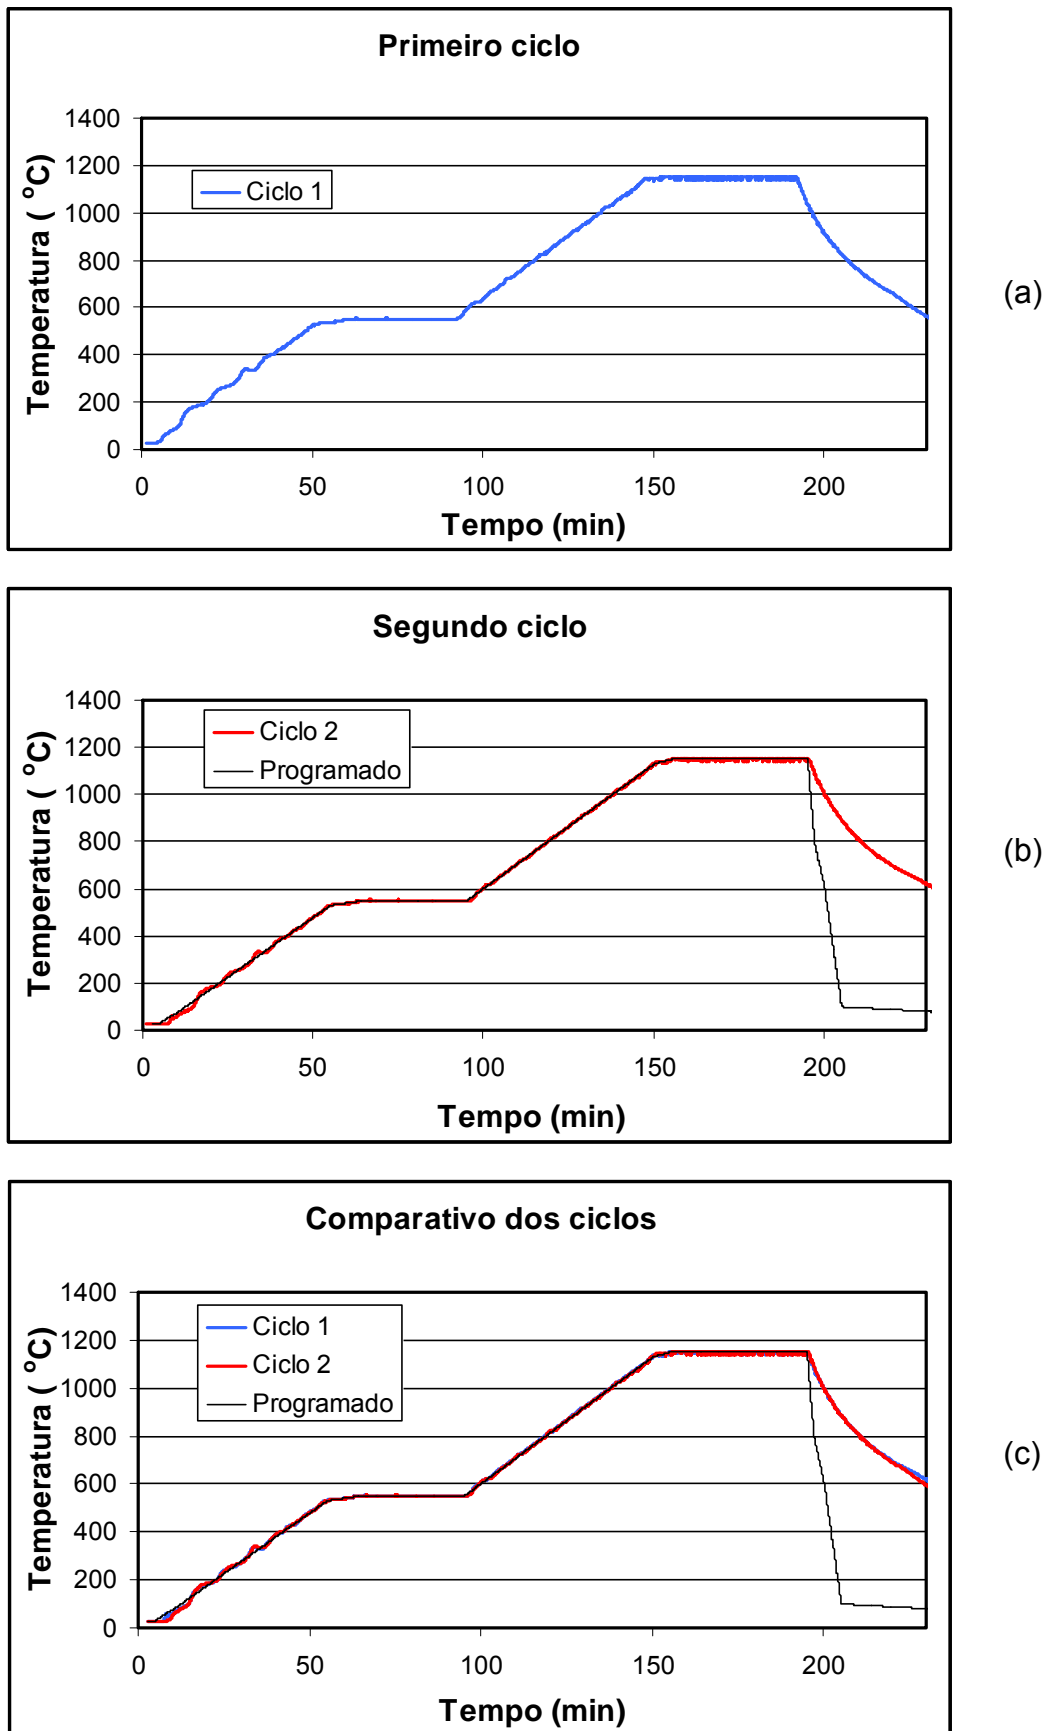 Primeiro ciclo
Temperatura ( °C)
1400
1200
1000
800
600
400
200
0
Ciclo 1
0 50 100 150 200
Tempo (min)
(a)
Segundo ciclo
Temperatura ( °C)
1400
1200
1000
800
600
400
200
0
Ciclo 2
Programado
0 50 100 150 200
Tempo (min)
(b)
Comparativo dos ciclos
Temperatura ( °C)
1400
1200
1000
800
600
400
200
0
Ciclo 1
Ciclo 2
Programado
0 50 100 150 200
Tempo (min)
(c)